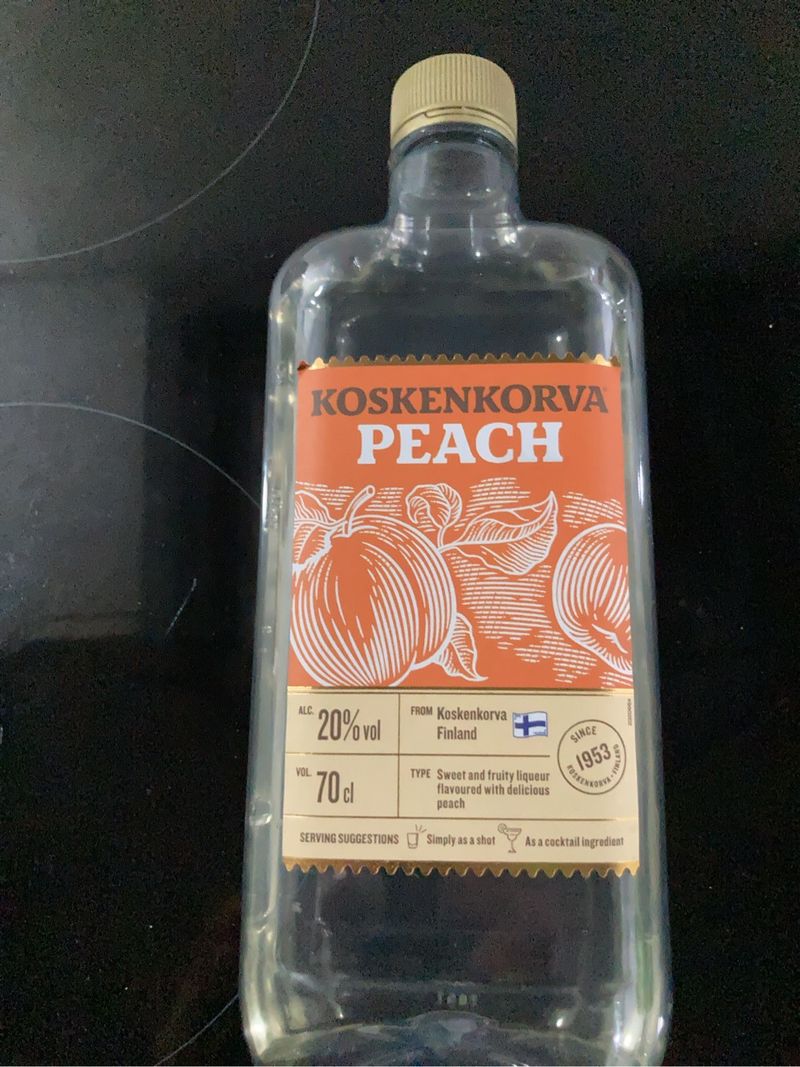 KOSKENKORVA
PEACH
ALC. 20% vol
FROM Koskenkorva
Finland
SINCE
1953
KOSKENKORVA • FINLAND
VOL. 70 cl
TYPE Sweet and fruity liqueur
flavoured with delicious
peach
SERVING SUGGESTIONS Simply as a shot As a cocktail ingredient